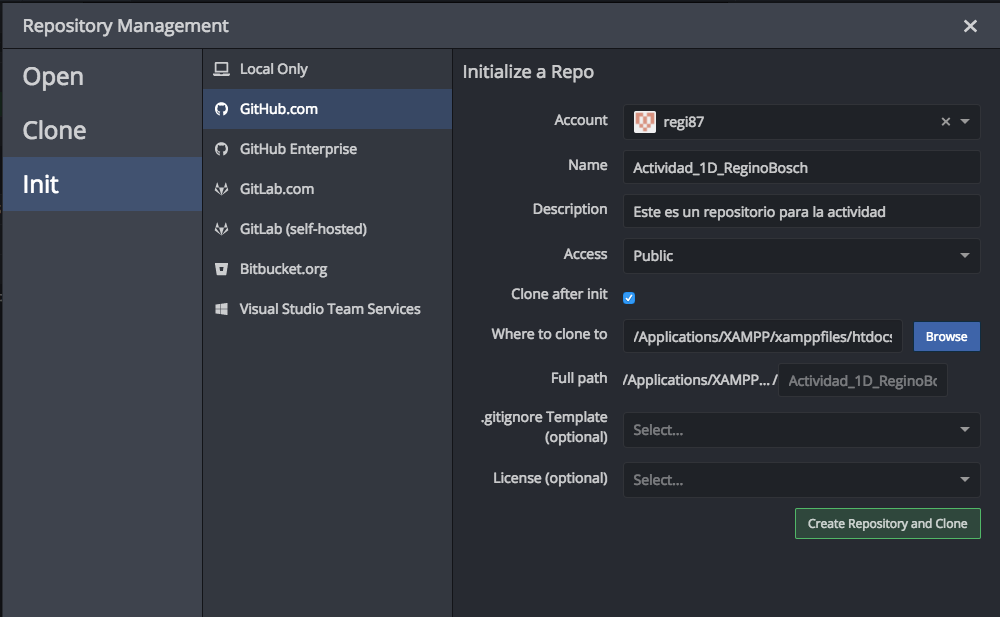 Repository Management
Open
Clone
Init
Local Only
GitHub.com
GitHub Enterprise
GitLab.com
GitLab (self-hosted)
Bitbucket.org
Visual Studio Team Services
Initialize a Repo
Account regi87
Name Actividad_1D_ReginoBosch
Description Este es un repositorio para la actividad
Access Public
Clone after init
Where to clone to /Applications/XAMPP/xamppfiles/htdocs Browse
Full path /Applications/XAMPP... / Actividad_1D_ReginoBo
.gitignore Template
(optional) Select...
License (optional) Select...
Create Repository and Clone